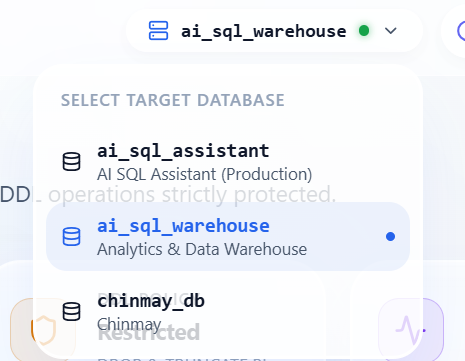 ai_sql_warehouse
SELECT TARGET DATABASE
ai_sql_assistant
AI SQL Assistant (Production)
DDL operations strictly protected.
ai_sql_warehouse
Analytics & Data Warehouse
chinmay_db
Chinmay
Restricted